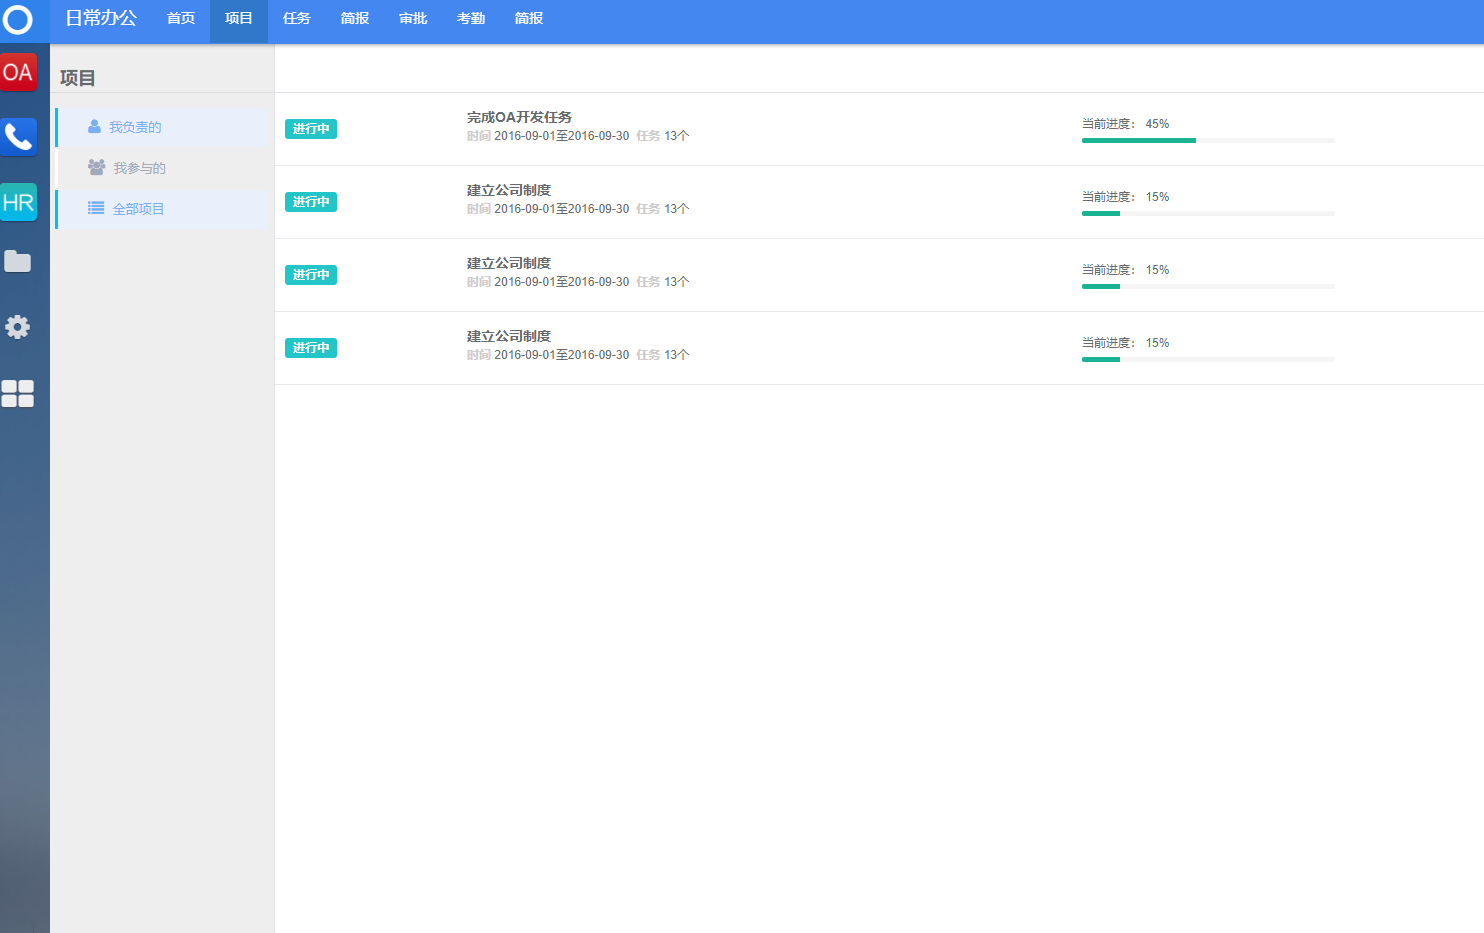 日常办公 首页 项目 任务 简报 审批 考勤 简报
OA
HR
项目
我负责的
我参与的
全部项目
进行中
完成OA开发任务
时间 2016-09-01至2016-09-30 任务 13个
当前进度： 45%
进行中
建立公司制度
时间 2016-09-01至2016-09-30 任务 13个
当前进度： 15%
进行中
建立公司制度
时间 2016-09-01至2016-09-30 任务 13个
当前进度： 15%
进行中
建立公司制度
时间 2016-09-01至2016-09-30 任务 13个
当前进度： 15%